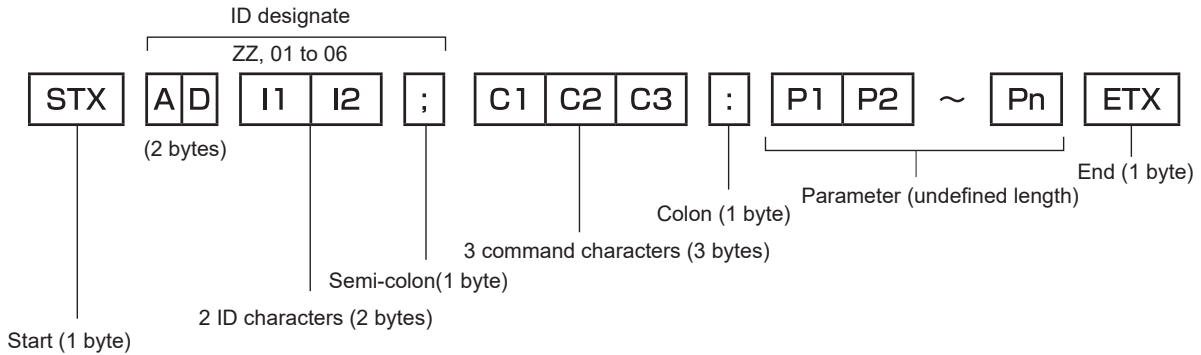 ID designate
ZZ, 01 to 06
STX A D I1 I2 ; C1 C2 C3 : P1 P2 ～ Pn ETX
(2 bytes)
End (1 byte)
Parameter (undefined length)
Colon (1 byte)
3 command characters (3 bytes)
Semi-colon(1 byte)
2 ID characters (2 bytes)
Start (1 byte)